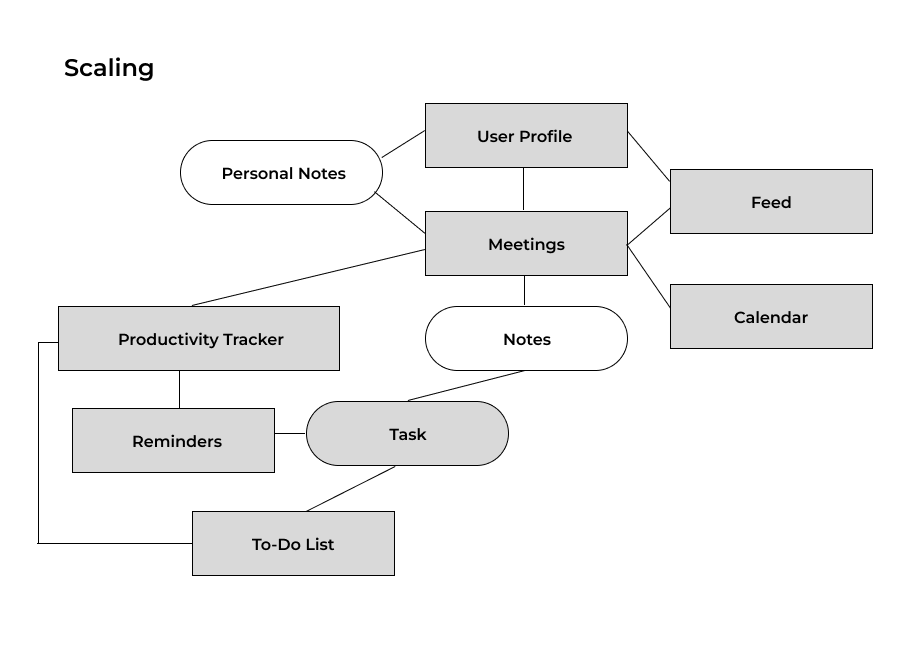 Scaling
User Profile
Personal Notes
Feed
Meetings
Calendar
Productivity Tracker
Notes
Reminders
Task
To-Do List